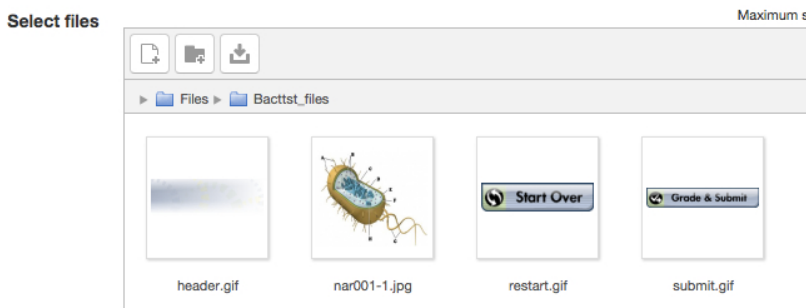 Maximum s
Select files
Files Bacttst_files
Start Over
Grade & Submit
header.gif nar001-1.jpg restart.gif submit.gif